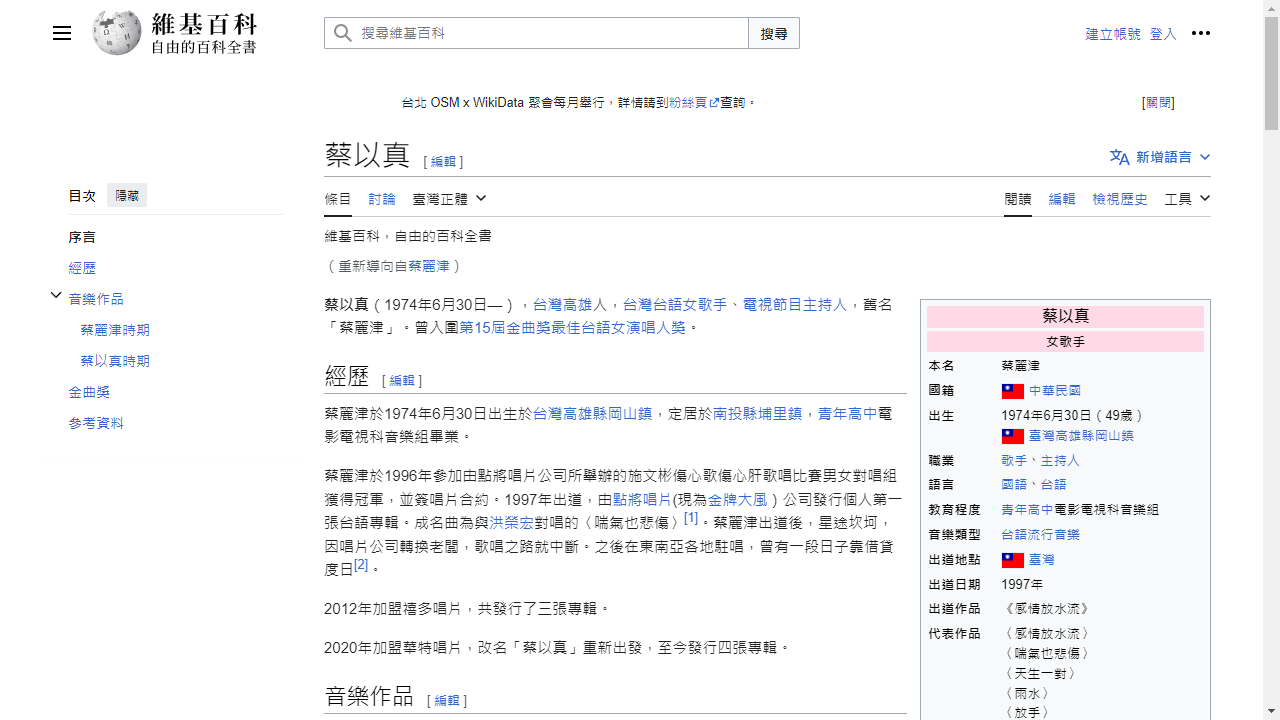 維基百科
自由的百科全書
搜尋維基百科
搜尋
建立帳號 登入
台北 OSM x WikiData 聚會每月舉行，詳情請到粉絲頁查詢。
[關閉]
目次 隱藏
序言
經歷
音樂作品
蔡麗津時期
蔡以真時期
金曲獎
參考資料
蔡以真 [編輯]
新增語言
條目 討論 臺灣正體
閱讀 編輯 檢視歷史 工具
維基百科，自由的百科全書
（重新導向自蔡麗津）
蔡以真（1974年6月30日—），台灣高雄人，台灣台語女歌手、電視節目主持人，舊名
「蔡麗津」。曾入圍第15屆金曲獎最佳台語女演唱人獎。
經歷 [編輯]
蔡麗津於1974年6月30日出生於台灣高雄縣岡山鎮，定居於南投縣埔里鎮，青年高中電
影電視科音樂組畢業。
蔡麗津於1996年參加由點將唱片公司所舉辦的施文彬傷心歌傷心肝歌唱比賽男女對唱組
獲得冠軍，並簽唱片合約。1997年出道，由點將唱片(現為金牌大風）公司發行個人第一
張台語專輯。成名曲為與洪榮宏對唱的〈喘氣也悲傷〉[1]。蔡麗津出道後，星途坎坷，
因唱片公司轉換老闆，歌唱之路就中斷。之後在東南亞各地駐唱，曾有一段日子靠借貸
度日[2]。
2012年加盟禧多唱片，共發行了三張專輯。
2020年加盟華特唱片，改名「蔡以真」重新出發，至今發行四張專輯。
音樂作品 [編輯]
蔡以真
女歌手
本名 蔡麗津
國籍 中華民國
出生 1974年6月30日（49歲）
臺灣高雄縣岡山鎮
職業 歌手、主持人
語言 國語、台語
教育程度 青年高中電影電視科音樂組
音樂類型 台語流行音樂
出道地點 臺灣
出道日期 1997年
出道作品 《感情放水流》
代表作品 〈感情放水流〉
〈喘氣也悲傷〉
〈天生一對〉
〈雨水〉
〈放手〉